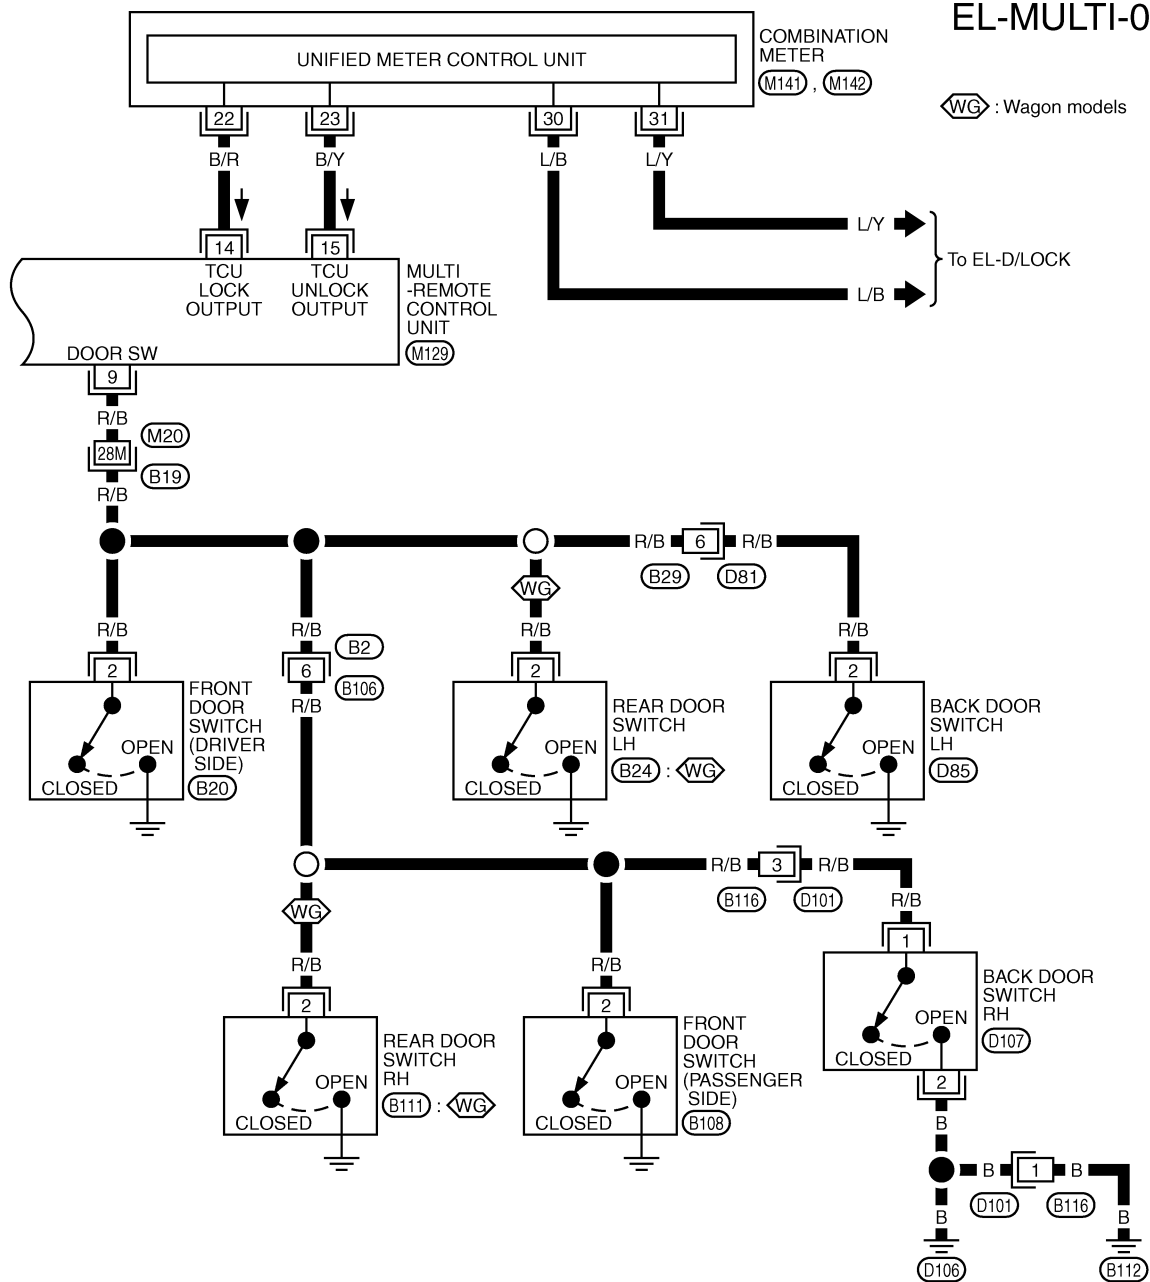 EL-MULTI-0
UNIFIED METER CONTROL UNIT
COMBINATION
METER
M141 , M142
WG : Wagon models
22 23 30 31
B/R B/Y L/B L/Y
L/Y
To EL-D/LOCK
L/B
14 15
TCU
LOCK
OUTPUT
TCU
UNLOCK
OUTPUT
MULTI
-REMOTE
CONTROL
UNIT
M129
DOOR SW
9
R/B
M20
28M
B19
R/B
R/B 6 R/B
B29 D81
WG
R/B R/B R/B R/B
B2
2 6 2 2
B106
R/B
FRONT
DOOR
SWITCH
(DRIVER
SIDE)
B20
OPEN
CLOSED
REAR DOOR
SWITCH
LH
B24 : WG
OPEN
CLOSED
BACK DOOR
SWITCH
LH
D85
OPEN
CLOSED
R/B 3 R/B
B116 D101
R/B
WG
1
R/B R/B
2 2
BACK DOOR
SWITCH
RH
D107
OPEN
CLOSED
2
REAR DOOR
SWITCH
RH
B111 : WG
OPEN
CLOSED
FRONT
DOOR
SWITCH
(PASSENGER
SIDE)
B108
OPEN
CLOSED
B
B 1 B
D101 B116
B B
D106 B112